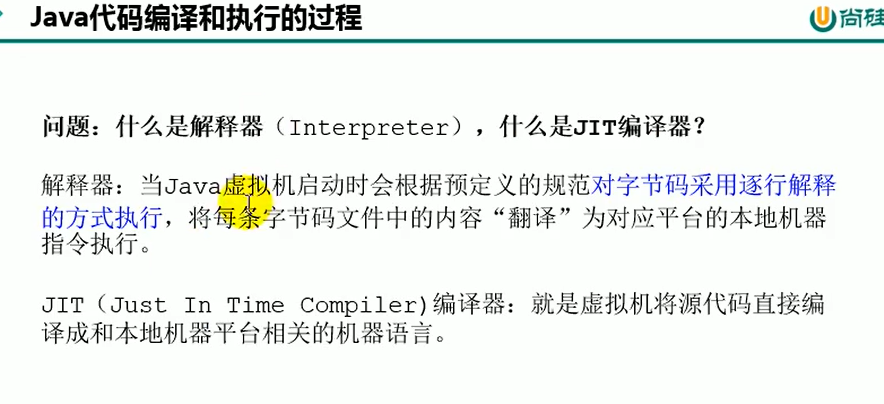 Java代码编译和执行的过程
尚硅
问题：什么是解释器（Interpreter），什么是JIT编译器？
解释器：当Java虚拟机启动时会根据预定义的规范对字节码采用逐行解释
的方式执行，将每条字节码文件中的内容“翻译”为对应平台的本地机器
指令执行。
JIT（Just In Time Compiler)编译器：就是虚拟机将源代码直接编
译成和本地机器平台相关的机器语言。